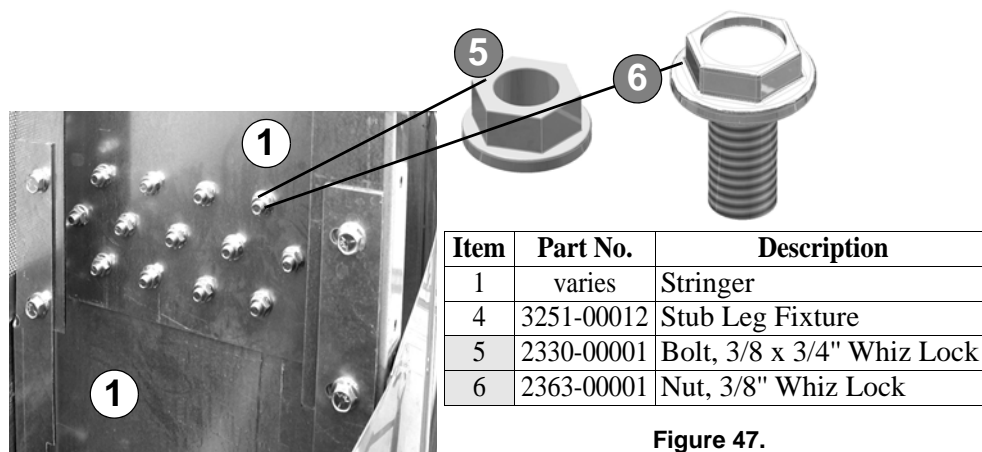 5
6
1
1
Item Part No. Description
1 varies Stringer
4 3251-00012 Stub Leg Fixture
5 2330-00001 Bolt, 3/8 x 3/4" Whiz Lock
6 2363-00001 Nut, 3/8" Whiz Lock
Figure 47.